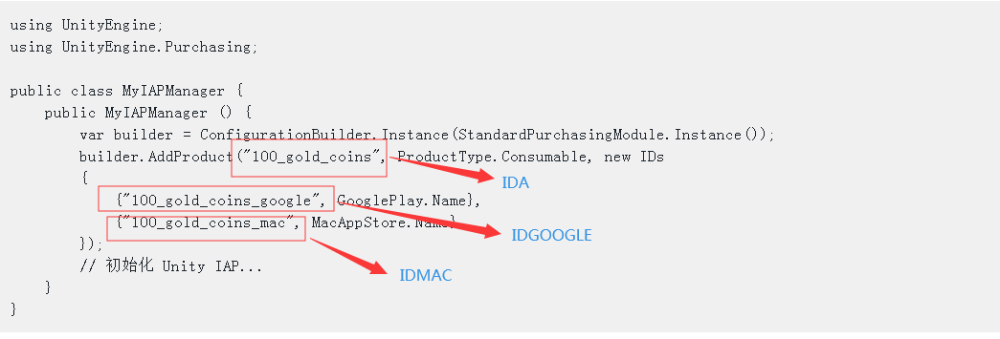 using UnityEngine;
using UnityEngine.Purchasing;
public class MyIAPManager {
public MyIAPManager () {
var builder = ConfigurationBuilder.Instance(StandardPurchasingModule.Instance());
builder.AddProduct("100_gold_coins", ProductType.Consumable, new IDs
IDA
{
{"100_gold_coins_google", GooglePlay.Name},
{"100_gold_coins_mac", MacAppStore.Name}
IDGOOGLE
});
// 初始化 Unity IAP...
IDMAC
}
}